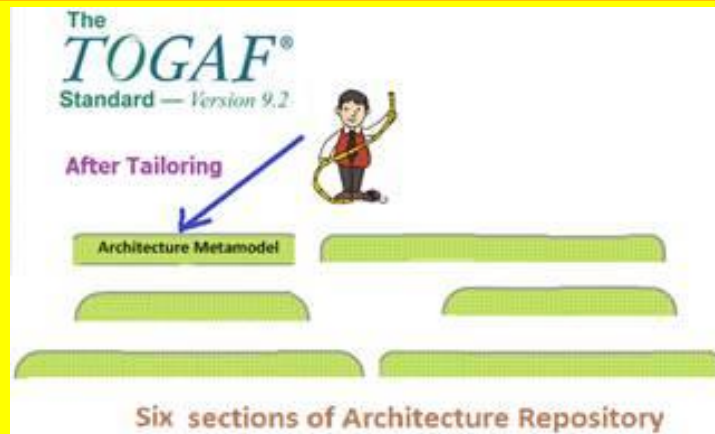 The
TOGAF®
Standard — Version 9.2
After Tailoring
Architecture Metamodel
Six sections of Architecture Repository